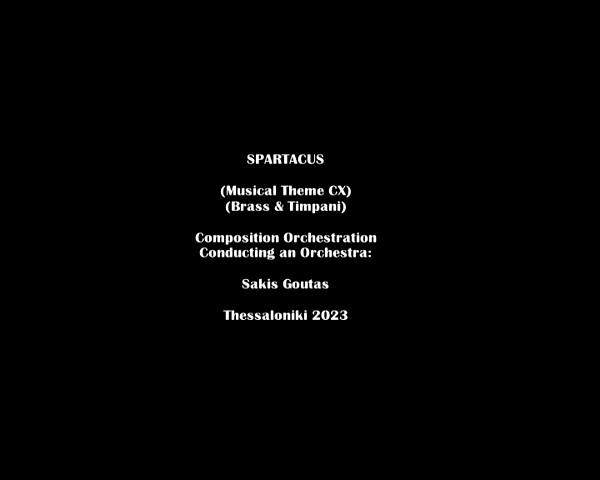 SPARTACUS
(Musical Theme CX)
(Brass & Timpani)
Composition Orchestration
Conducting an Orchestra:
Sakis Goutas
Thessaloniki 2023